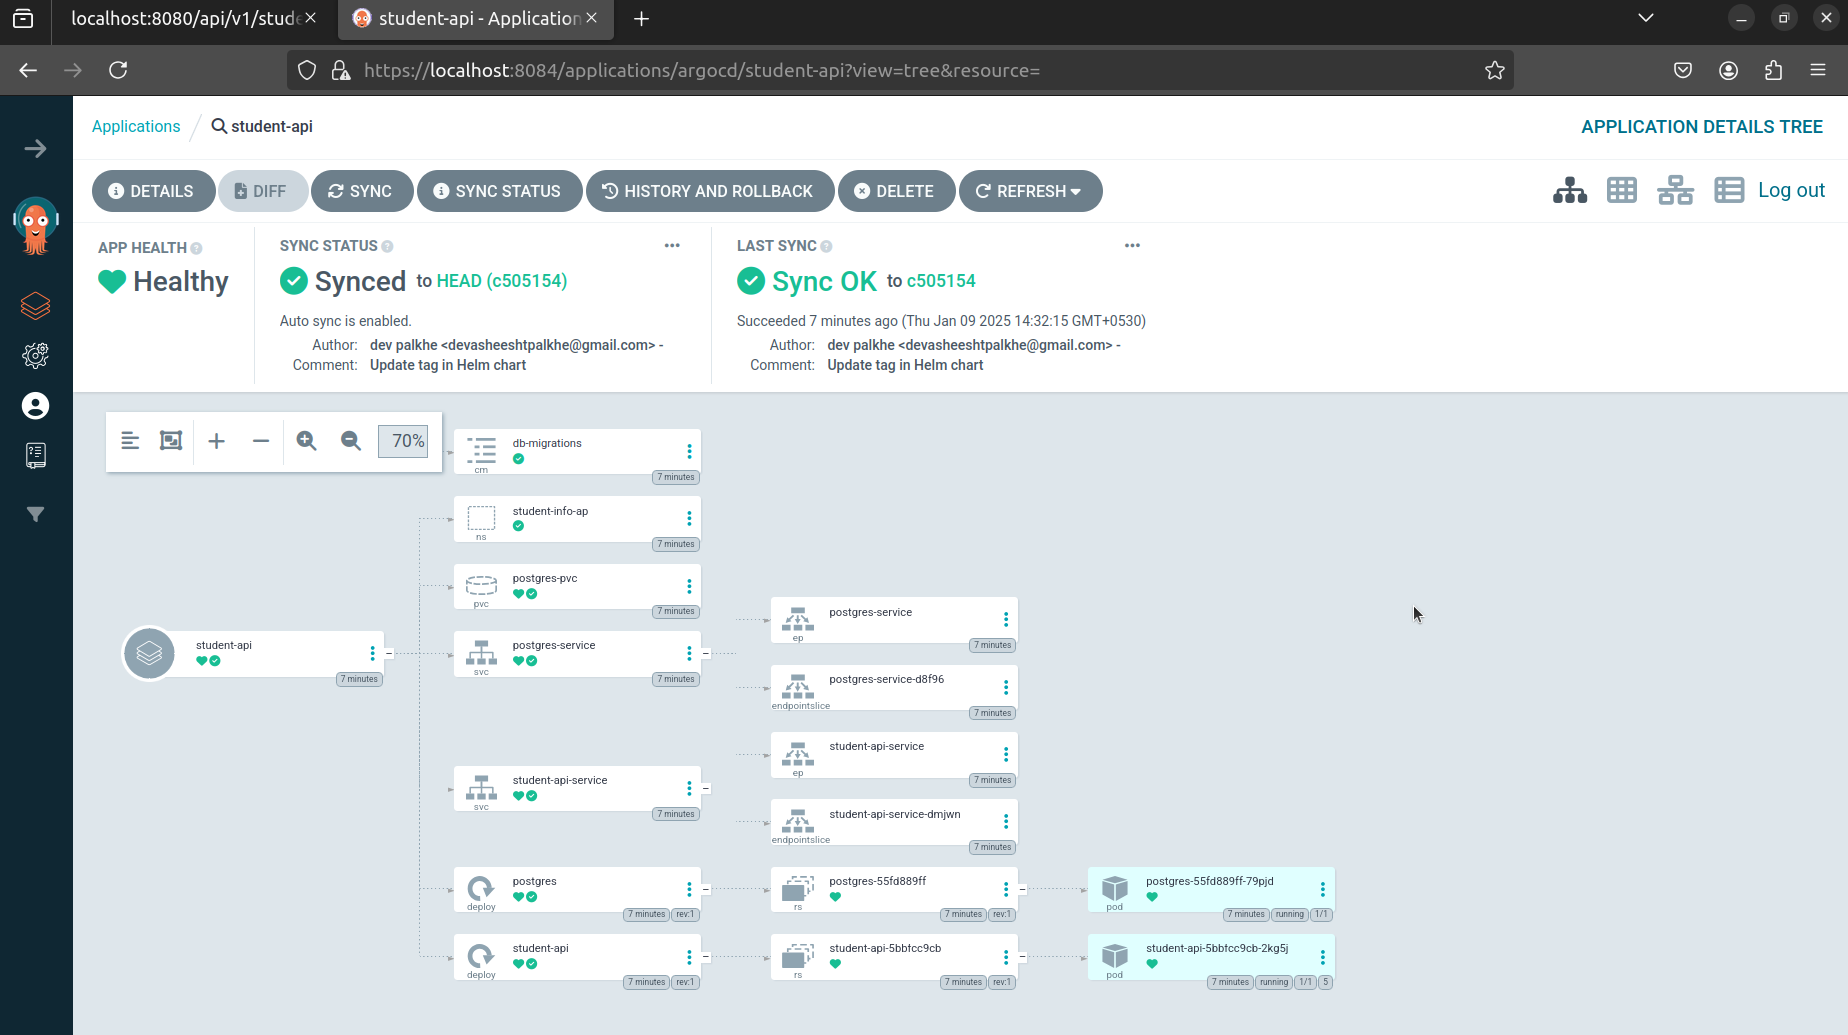 localhost:8080/api/v1/stude
student-api - Application
https://localhost:8084/applications/argocd/student-api?view=tree&resource=
Applications / student-api
APPLICATION DETAILS TREE
DETAILS
DIFF
SYNC
SYNC STATUS
HISTORY AND ROLLBACK
DELETE
REFRESH
Log out
APP HEALTH
Healthy
SYNC STATUS
Synced to HEAD (c505154)
Auto sync is enabled.
Author: dev palkhe <devasheeshtpalkhe@gmail.com> -
Comment: Update tag in Helm chart
LAST SYNC
Sync OK to c505154
Succeeded 7 minutes ago (Thu Jan 09 2025 14:32:15 GMT+0530)
Author: dev palkhe <devasheeshtpalkhe@gmail.com> -
Comment: Update tag in Helm chart
70%
student-api
7 minutes
db-migrations
cm
7 minutes
student-info-ap
ns
7 minutes
postgres-pvc
pvc
7 minutes
postgres-service
svc
7 minutes
student-api-service
svc
7 minutes
postgres
deploy
7 minutes rev:1
student-api
deploy
7 minutes rev:1
postgres-service
ep
7 minutes
postgres-service-d8f96
endpointslice
7 minutes
student-api-service
ep
7 minutes
student-api-service-dmjwn
endpointslice
7 minutes
postgres-55fd889ff
rs
7 minutes rev:1
student-api-5bbfcc9cb
rs
7 minutes rev:1
postgres-55fd889ff-79pjd
pod
7 minutes running 1/1
student-api-5bbfcc9cb-2kg5j
pod
7 minutes running 1/1 5